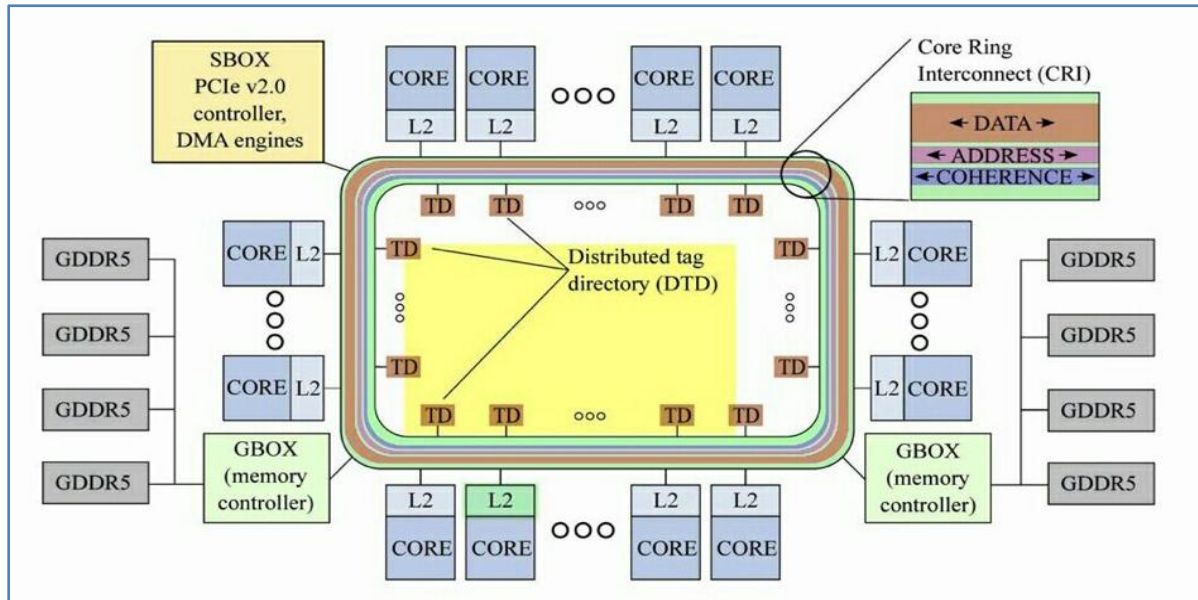 SBOX
PCIe v2.0
controller,
DMA engines
CORE
CORE
CORE
CORE
L2
L2
L2
L2
Core Ring
Interconnect (CRI)
DATA
ADDRESS
COHERENCE
TD
TD
TD
TD
GDDR5
GDDR5
GDDR5
GDDR5
CORE L2
CORE L2
TD
TD
Distributed tag
directory (DTD)
TD
TD
L2 CORE
L2 CORE
GDDR5
GDDR5
GDDR5
GDDR5
TD
TD
TD
TD
GBOX
(memory
controller)
GBOX
(memory
controller)
L2
L2
L2
L2
CORE
CORE
CORE
CORE